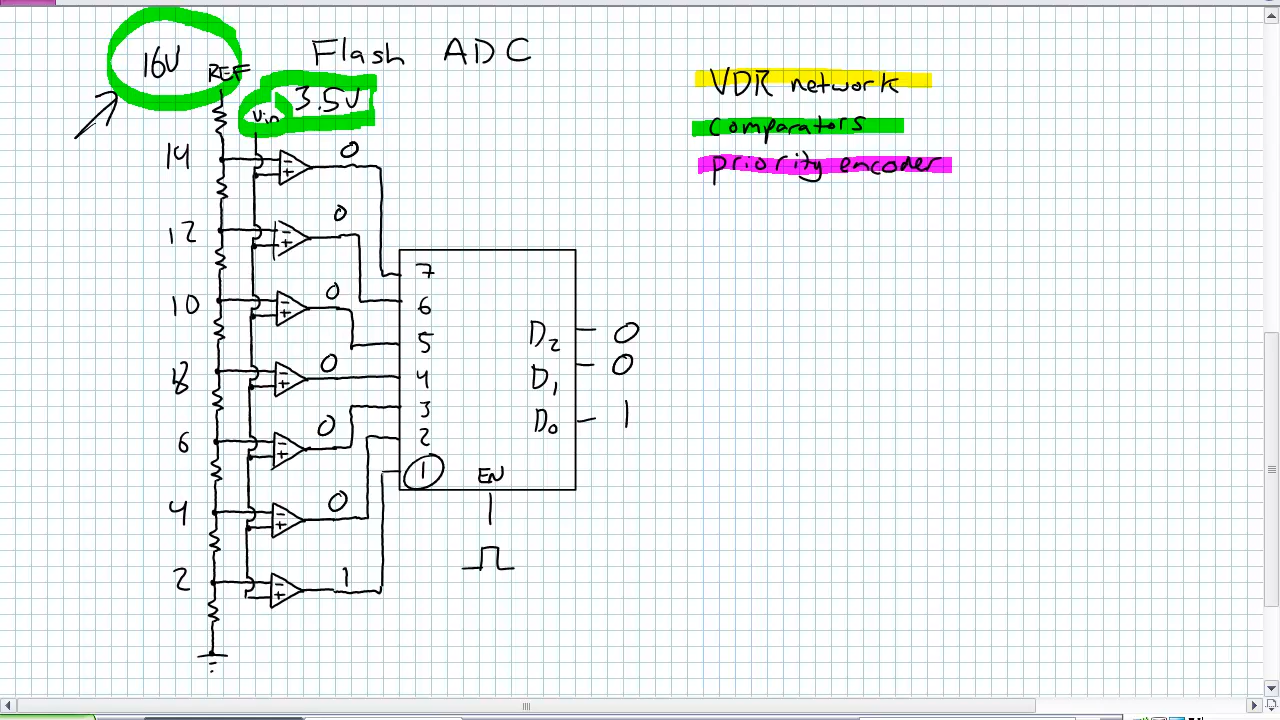 Flash ADC
16V
REF
Vin 3.5V
VDR network
comparators
priority encoder
14 - + 0
12 - + 0
10 - + 0
8 - + 0
6 - + 0
4 - + 0
2 - + 1
7
6
5
4
3
2
1
D2 0
D1 0
D0 1
EN